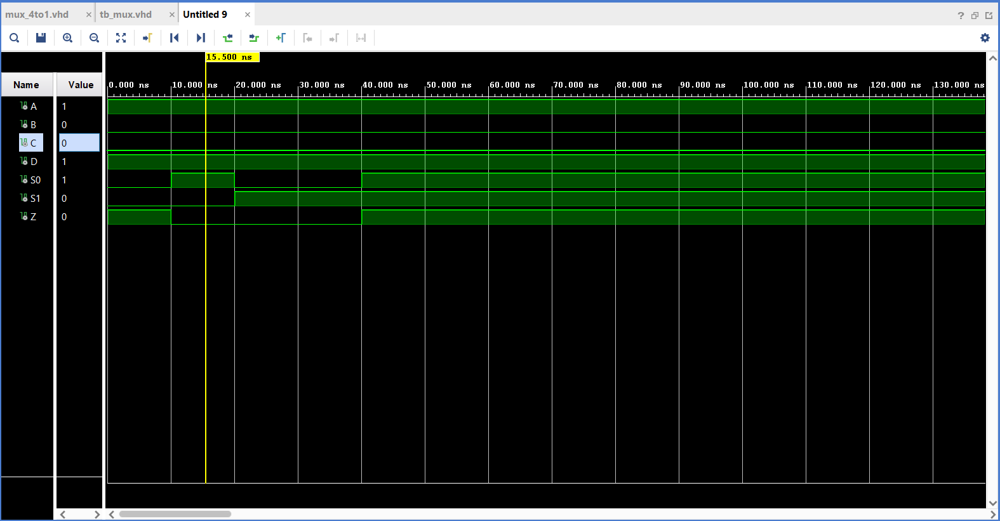 mux_4to1.vhd × tb_mux.vhd × Untitled 9 × ?
15.500 ns
Name Value 0.000 ns 10.000 ns 20.000 ns 30.000 ns 40.000 ns 50.000 ns 60.000 ns 70.000 ns 80.000 ns 90.000 ns 100.000 ns 110.000 ns 120.000 ns 130.000 ns
A 1
B 0
C 0
D 1
S0 1
S1 0
Z 0